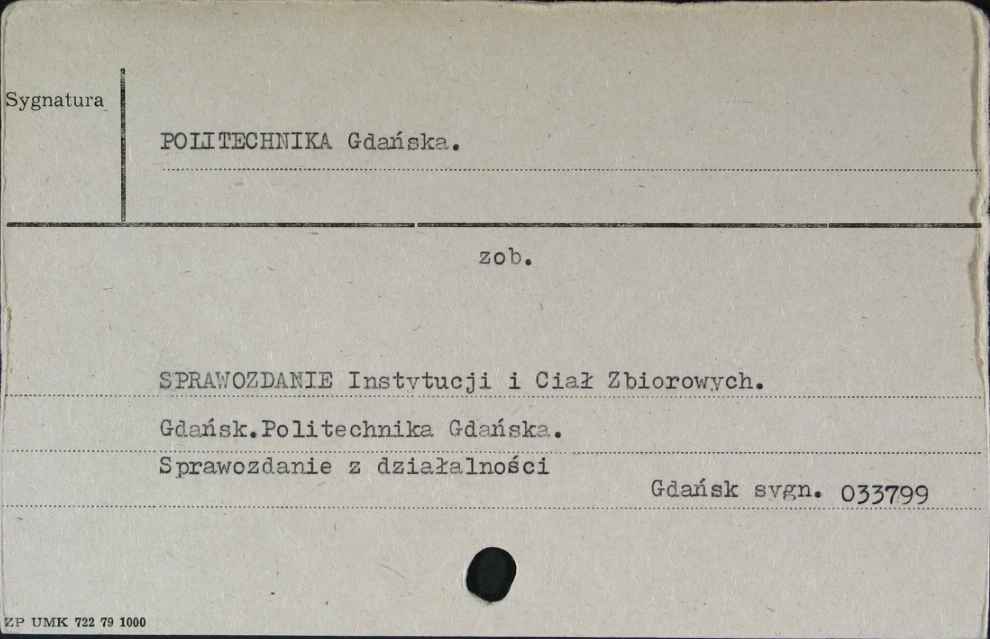 Sygnatura
POLITECHNIKA Gdańska.
zob.
SPRAWOZDANIE Instytucji i Ciał Zbiorowych.
Gdańsk.Politechnika Gdańska.
Sprawozdanie z działalności
Gdańsk sygn. 033799
ZP UMK 722 79 1000